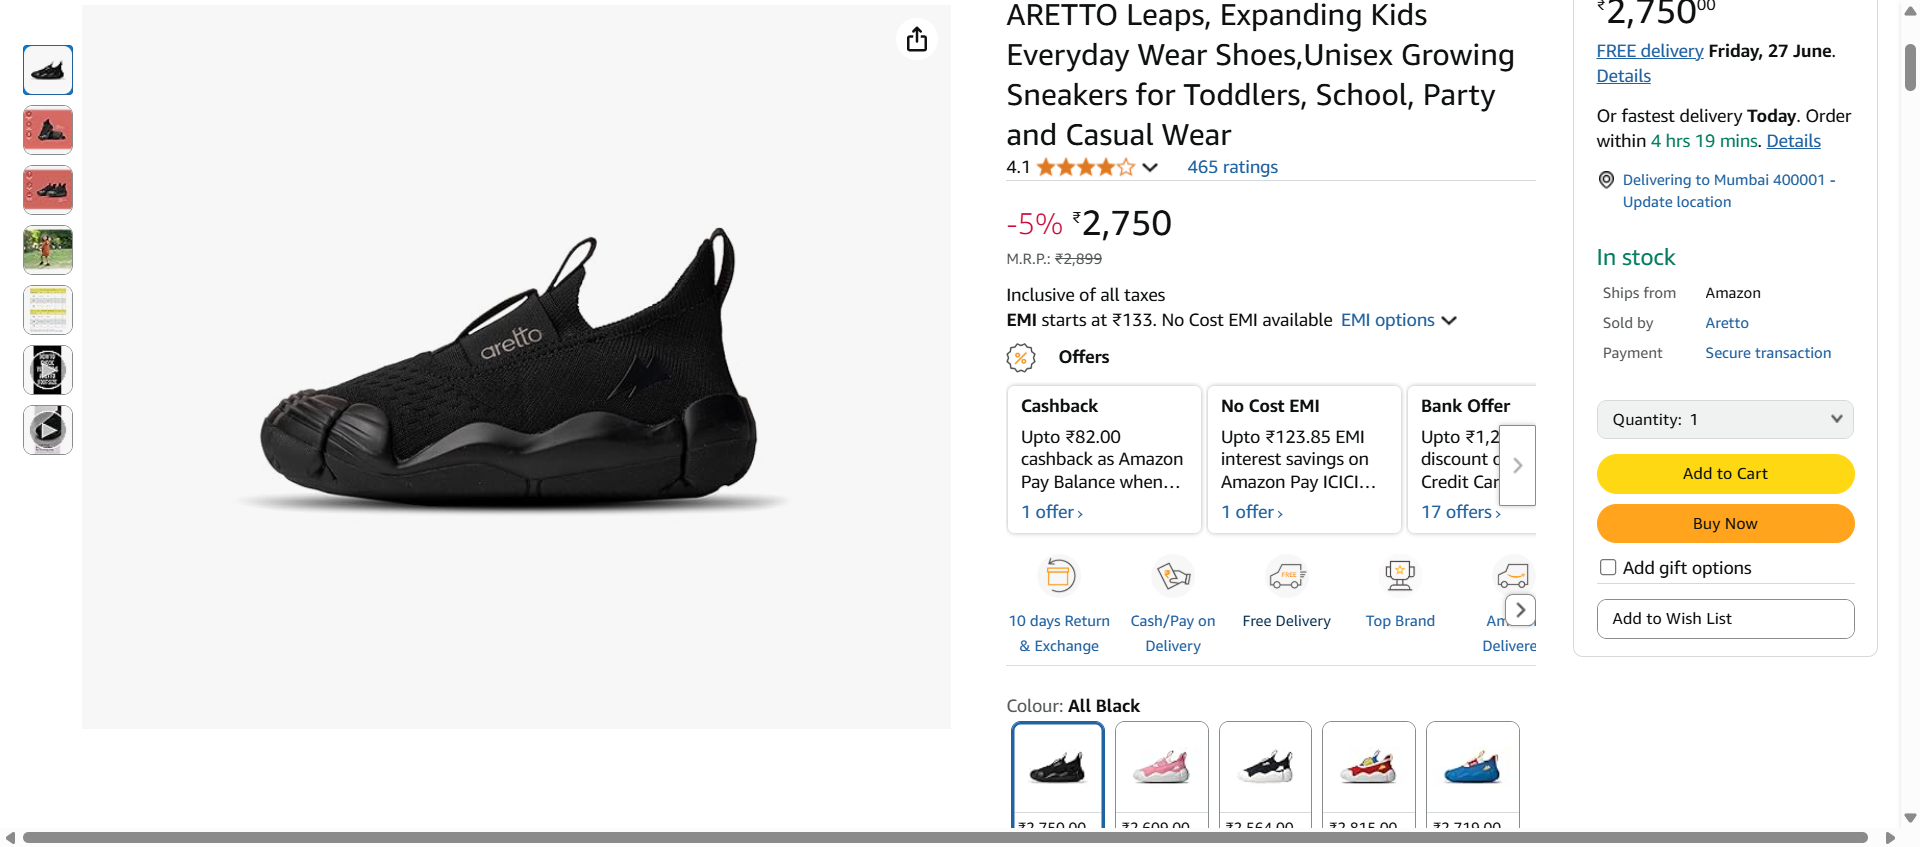 ARETTO Leaps, Expanding Kids
Everyday Wear Shoes,Unisex Growing
Sneakers for Toddlers, School, Party
and Casual Wear
4.1
465 ratings
-5% ₹2,750
M.R.P.: ₹2,899
Inclusive of all taxes
EMI starts at ₹133. No Cost EMI available EMI options
Offers
Cashback
Upto ₹82.00
cashback as Amazon
Pay Balance when…
1 offer ›
No Cost EMI
Upto ₹123.85 EMI
interest savings on
Amazon Pay ICICI…
1 offer ›
Bank Offer
Upto ₹1,2
discount
Credit Car
17 offers ›
FREE
10 days Return
& Exchange
Cash/Pay on
Delivery
Free Delivery
Top Brand
Am
Delivere
Colour: All Black
₹2,750.00
₹2,609.00
₹2,564.00
₹2,815.00
₹2,719.00
aretto
₹2,750 00
FREE delivery Friday, 27 June.
Details
Or fastest delivery Today. Order
within 4 hrs 19 mins. Details
Delivering to Mumbai 400001 -
Update location
In stock
Ships from Amazon
Sold by Aretto
Payment Secure transaction
Quantity: 1
Add to Cart
Buy Now
Add gift options
Add to Wish List